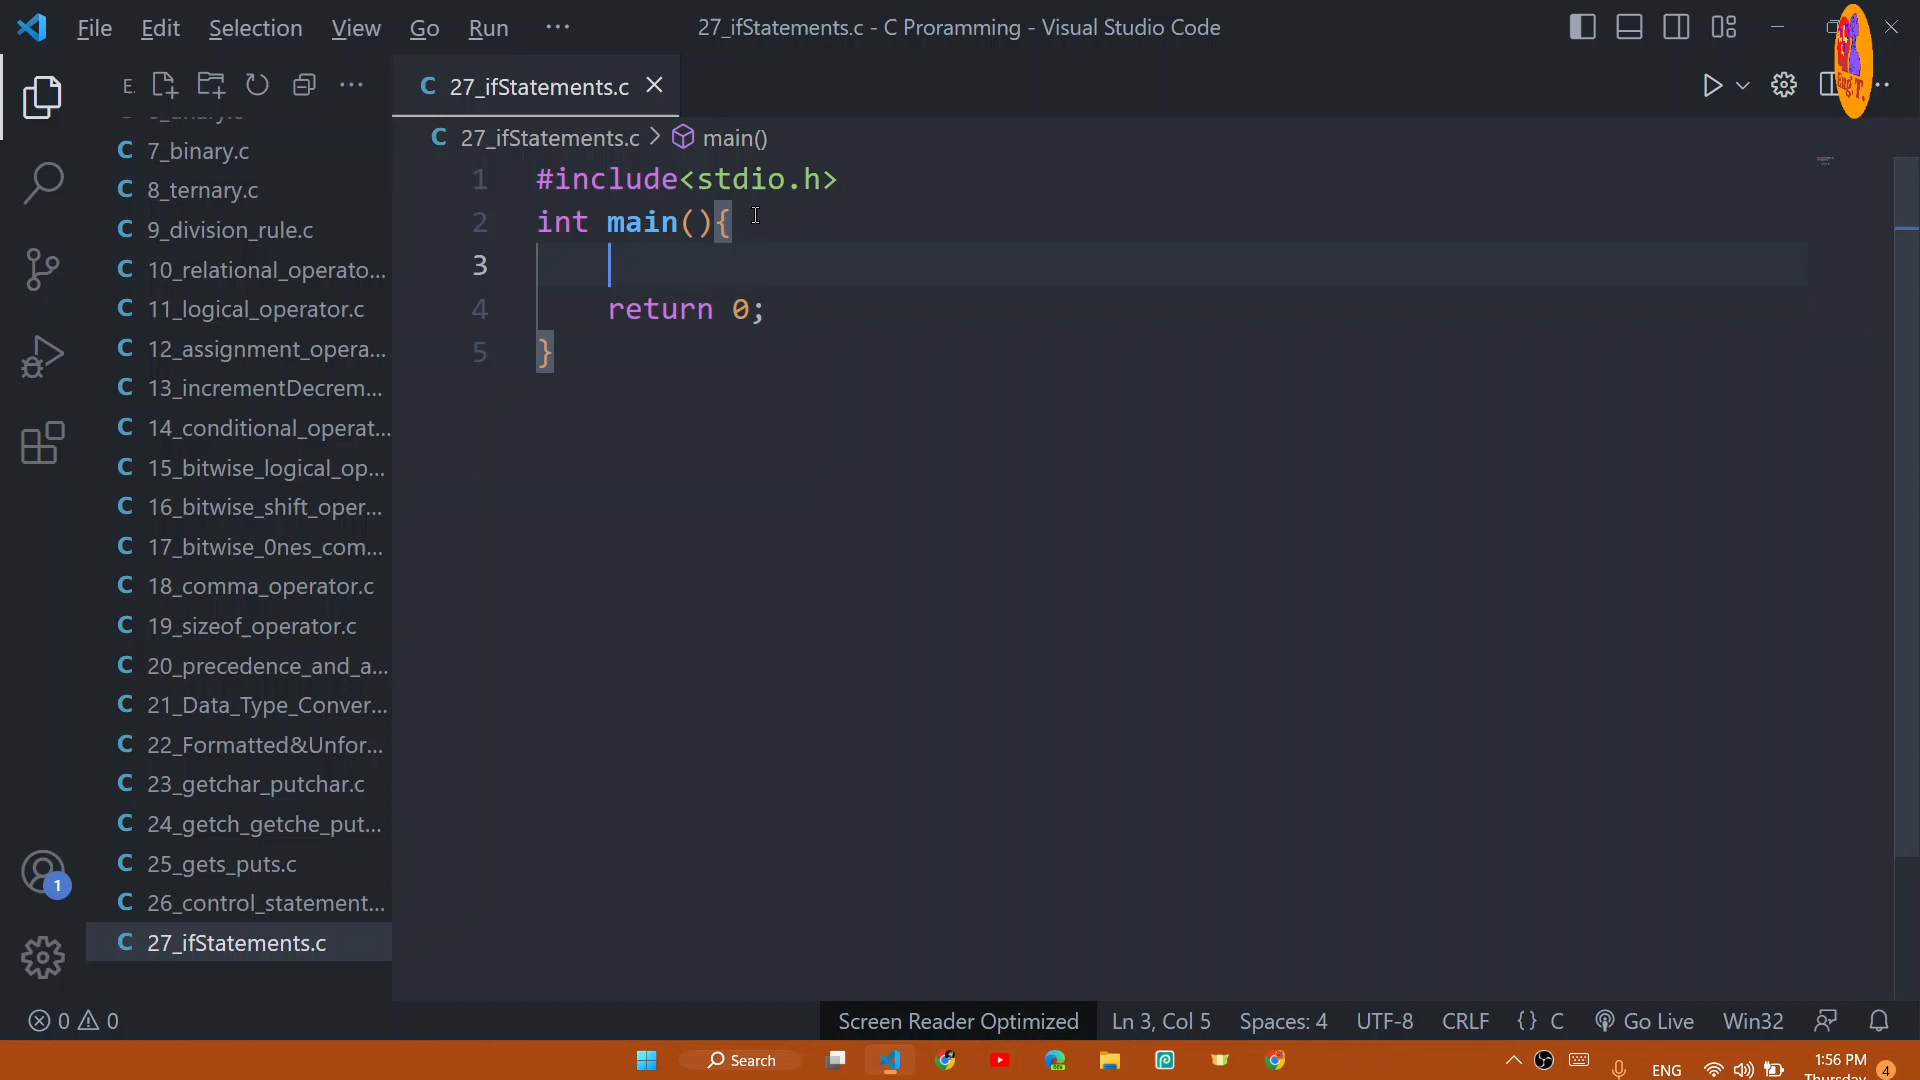 File Edit Selection View Go Run ···
27_ifStatements.c - C Proramming - Visual Studio Code
E.
27_ifStatements.c
27_ifStatements.c > main()
7_binary.c
8_ternary.c
9_division_rule.c
10_relational_operato...
11_logical_operator.c
12_assignment_opera...
13_incrementDecrem...
14_conditional_operat...
15_bitwise_logical_op...
16_bitwise_shift_oper...
17_bitwise_0nes_com...
18_comma_operator.c
19_sizeof_operator.c
20_precedence_and_a...
21_Data_Type_Conver...
22_Formatted&Unfor...
23_getchar_putchar.c
24_getch_getche_put...
25_gets_puts.c
26_control_statement...
27_ifStatements.c
1 #include<stdio.h>
2 int main(){
3
4 return 0;
5 }
1
0 0
Screen Reader Optimized Ln 3, Col 5 Spaces: 4 UTF-8 CRLF {} C Go Live Win32
Search
ENG
1:56 PM
Thursday
4